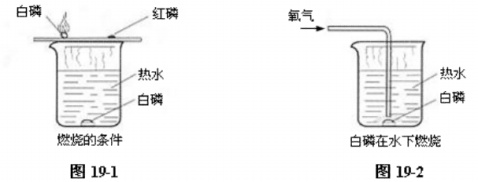 白磷
红磷
热水
白磷
燃烧的条件
图 19-1
氧气
热水
白磷
白磷在水下燃烧
图 19-2